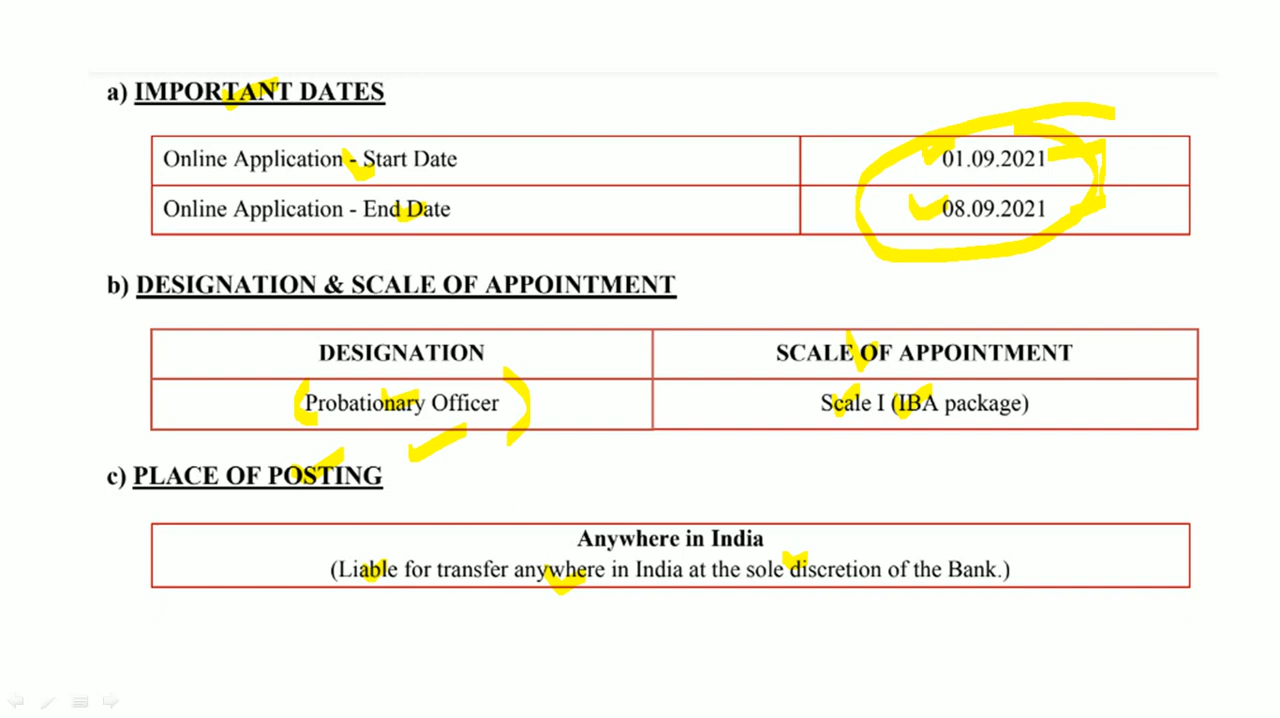 a) IMPORTANT DATES
Online Application - Start Date 01.09.2021
Online Application - End Date 08.09.2021
b) DESIGNATION & SCALE OF APPOINTMENT
DESIGNATION SCALE OF APPOINTMENT
Probationary Officer Scale I (IBA package)
c) PLACE OF POSTING
Anywhere in India
(Liable for transfer anywhere in India at the sole discretion of the Bank.)